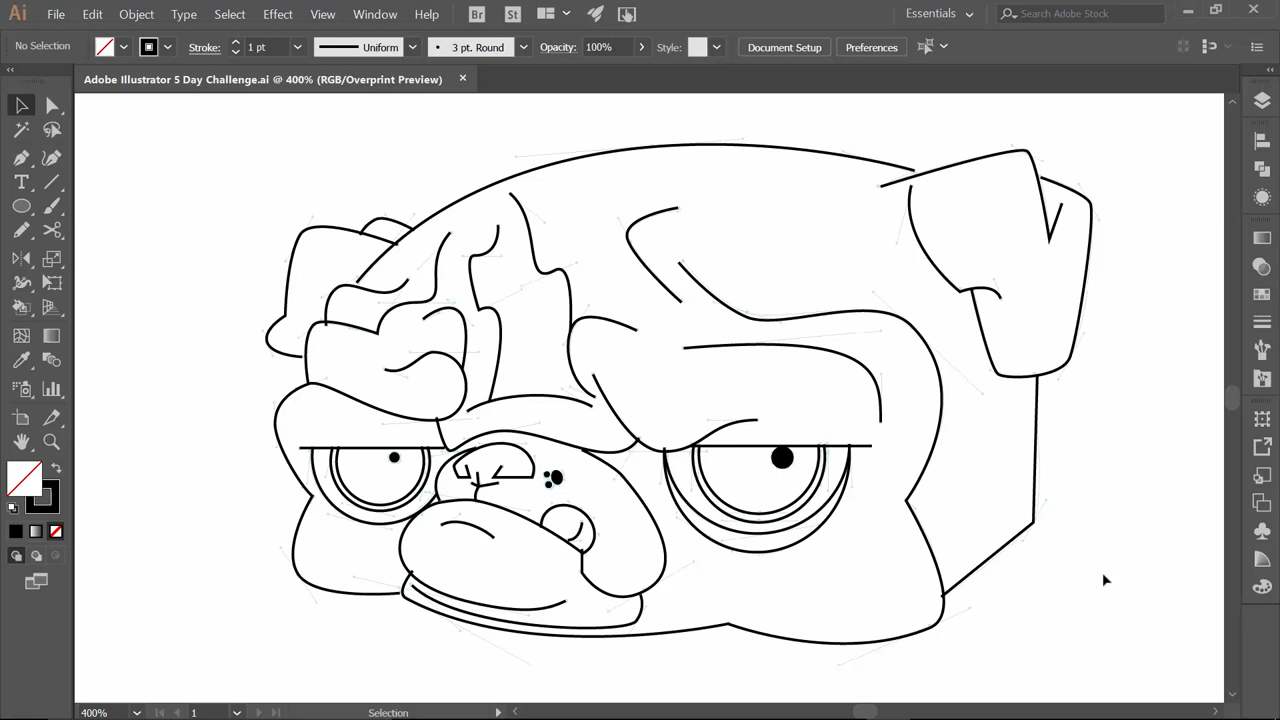 Ai File Edit Object Type Select Effect View Window Help Br St Essentials Search Adobe Stock
No Selection Stroke: 1 pt Uniform 3 pt. Round Opacity: 100% Style: Document Setup Preferences
Adobe Illustrator 5 Day Challenge.ai @ 400% (RGB/Overprint Preview)
400% 1 Selection